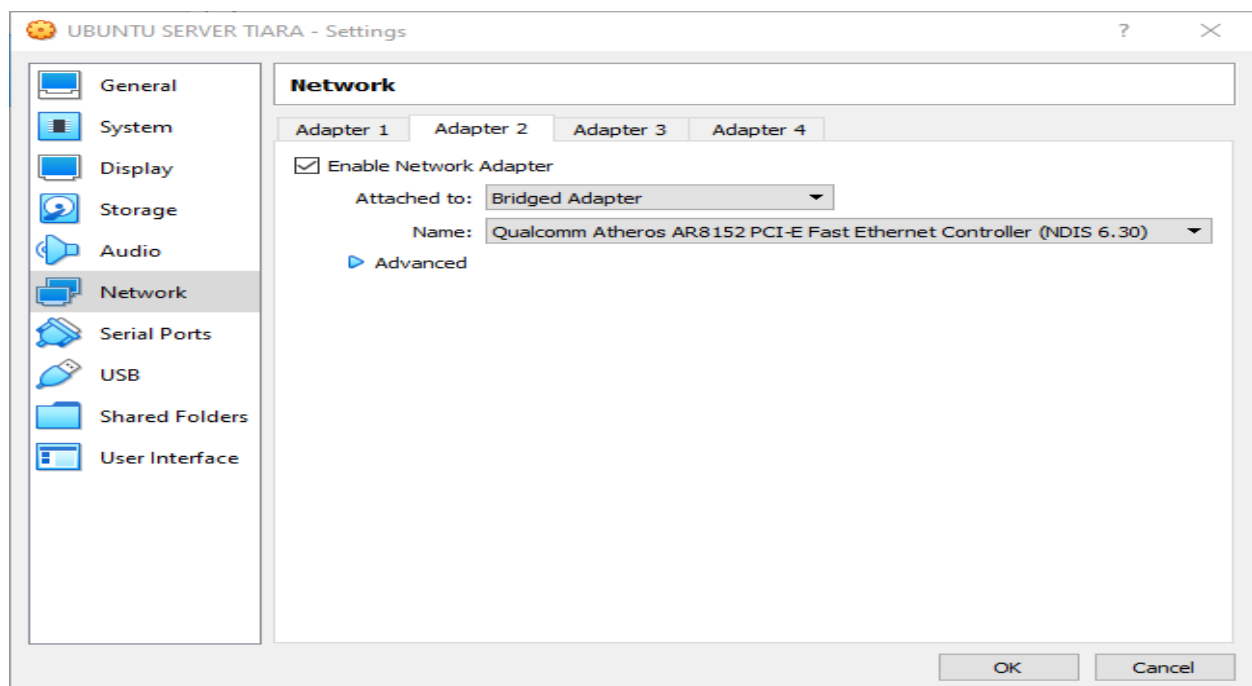 UBUNTU SERVER TIARA - Settings
?
General
System
Display
Storage
Audio
Network
Serial Ports
USB
Shared Folders
User Interface
Network
Adapter 1
Adapter 2
Adapter 3
Adapter 4
Enable Network Adapter
Attached to: Bridged Adapter
Name: Qualcomm Atheros AR8152 PCI-E Fast Ethernet Controller (NDIS 6.30)
Advanced
OK
Cancel